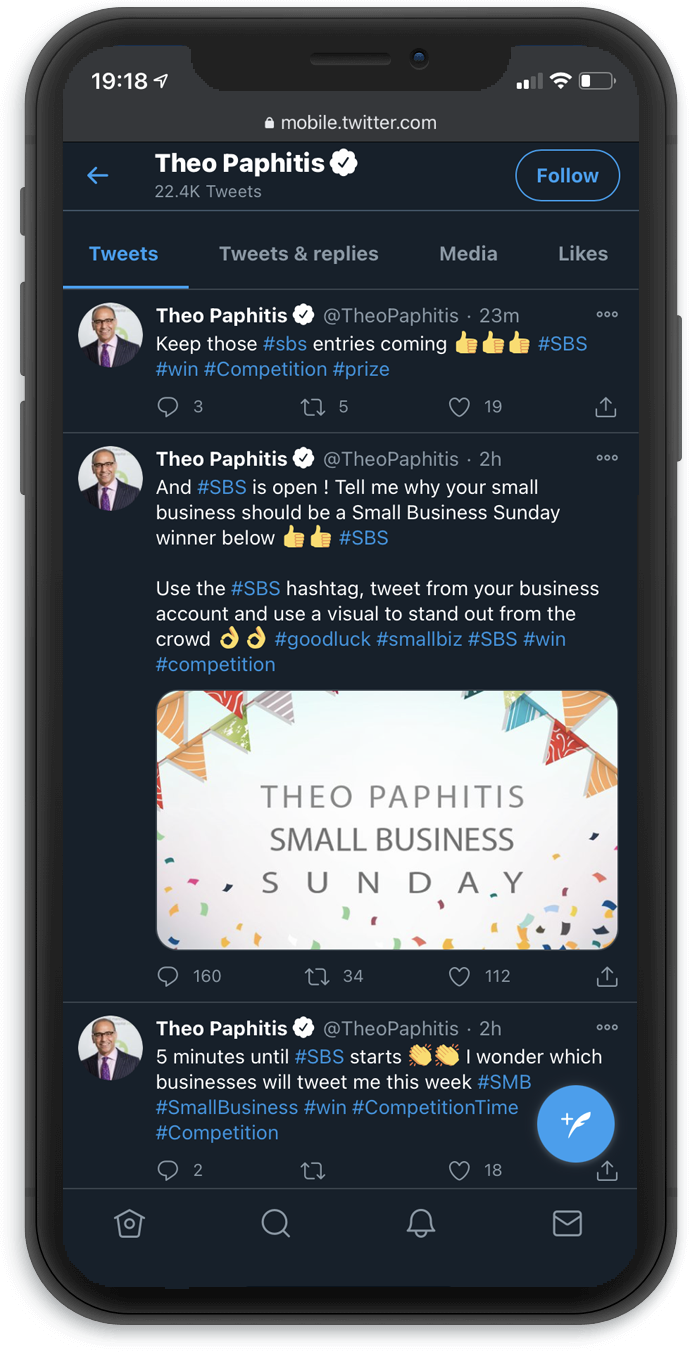 19:18
mobile.twitter.com
Theo Paphitis
22.4K Tweets
Follow
Tweets
Tweets & replies
Media
Likes
Theo Paphitis @TheoPaphitis · 23m
Keep those #sbs entries coming 👍👍👍 #SBS
#win #Competition #prize
3 5 19
Theo Paphitis @TheoPaphitis · 2h
And #SBS is open ! Tell me why your small
business should be a Small Business Sunday
winner below 👍👍 #SBS
Use the #SBS hashtag, tweet from your business
account and use a visual to stand out from the
crowd 👌👌 #goodluck #smallbiz #SBS #win
#competition
THEO PAPHITIS
SMALL BUSINESS
SUNDAY
160 34 112
Theo Paphitis @TheoPaphitis · 2h
5 minutes until #SBS starts 👏👏 I wonder which
businesses will tweet me this week #SMB
#SmallBusiness #win #CompetitionTime
#Competition
2 18